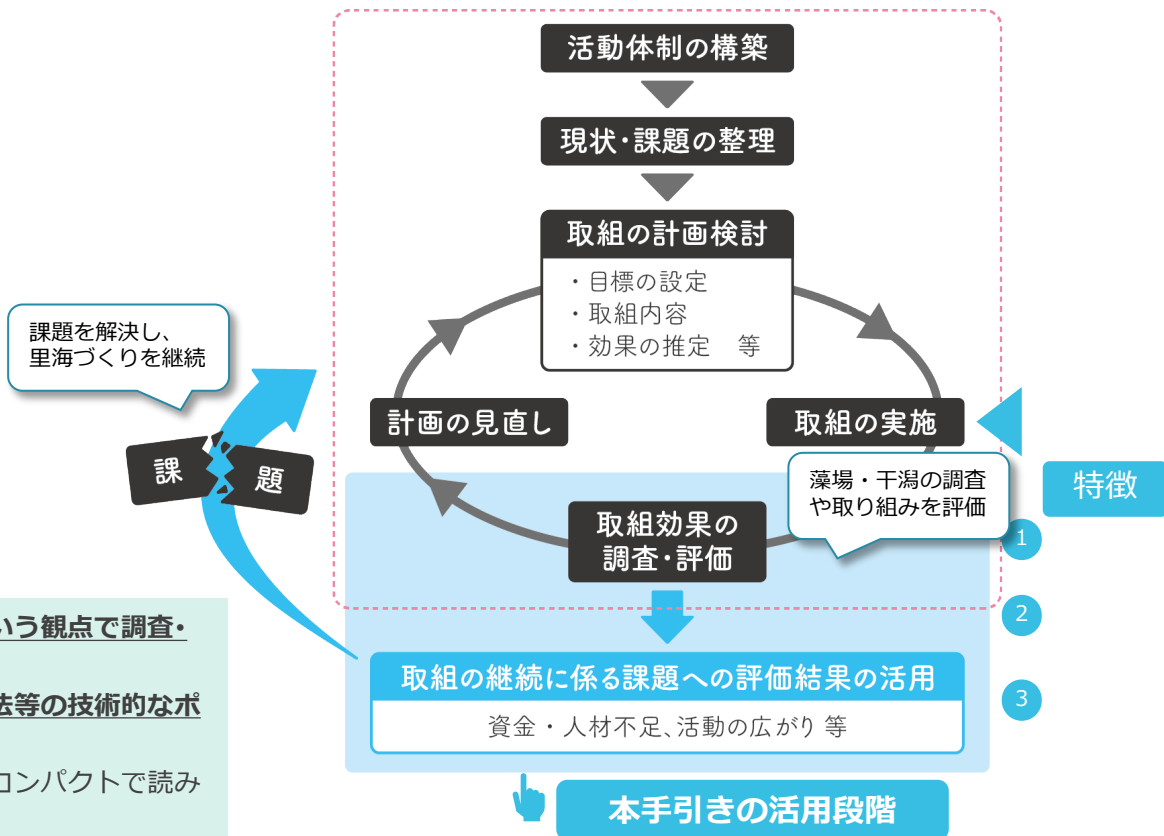 活動体制の構築
現状・課題の整理
取組の計画検討
・目標の設定
・取組内容
・効果の推定　等
課題を解決し、
里海づくりを継続
計画の見直し
取組の実施
課
題
藻場・干潟の調査
や取り組みを評価
特徴
取組効果の
調査・評価
1
2
3
いう観点で調査・
法等の技術的なポ
コンパクトで読み
取組の継続に係る課題への評価結果の活用
資金・人材不足、活動の広がり 等
本手引きの活用段階